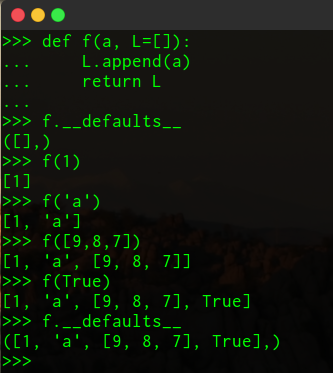 >>> def f(a, L=[]):
...     L.append(a)
...     return L
...
>>> f.__defaults__
([],)
>>> f(1)
[1]
>>> f('a')
[1, 'a']
>>> f([9,8,7])
[1, 'a', [9, 8, 7]]
>>> f(True)
[1, 'a', [9, 8, 7], True]
>>> f.__defaults__
([1, 'a', [9, 8, 7], True],)
>>>